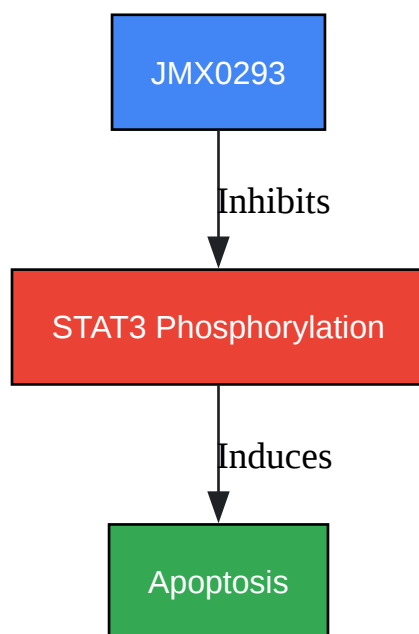 JMX0293
Inhibits
STAT3 Phosphorylation
Induces
Apoptosis